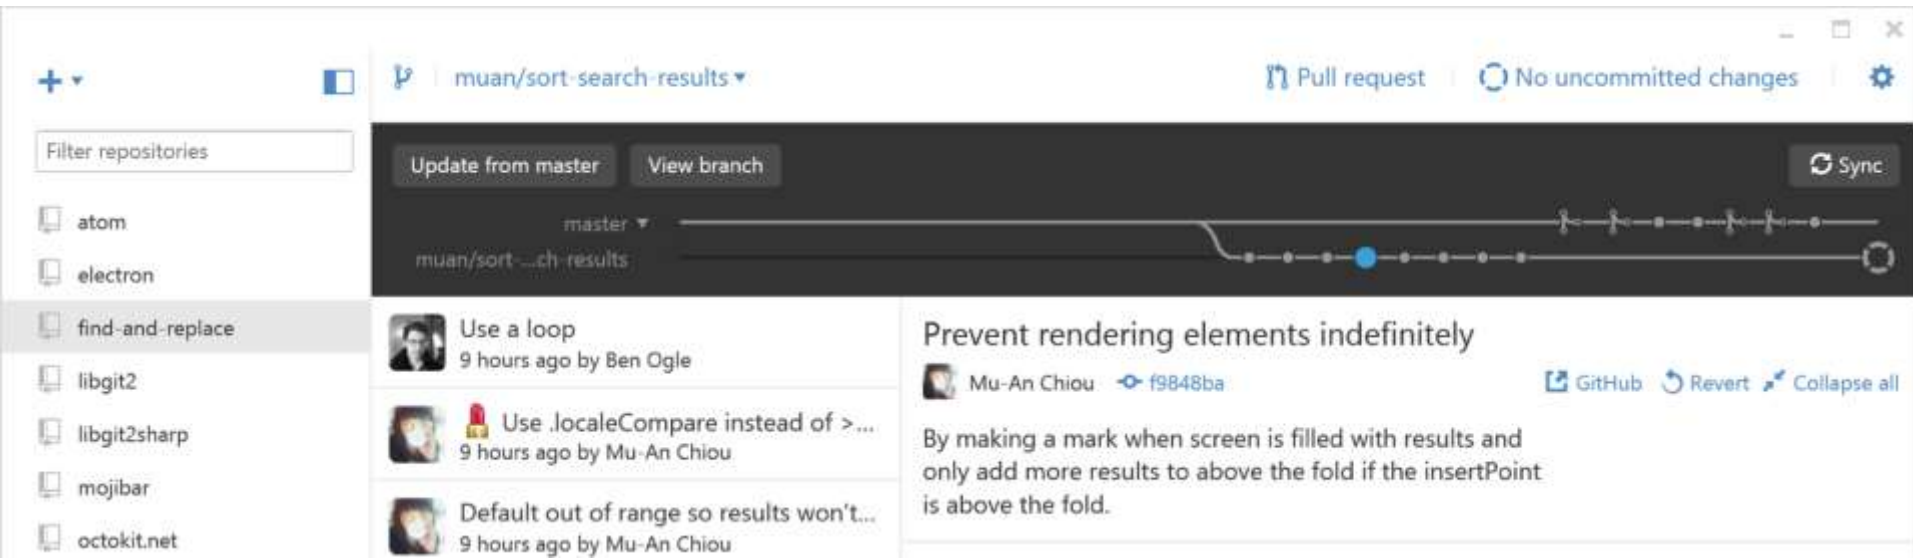 muan/sort-search-results
Pull request
No uncommitted changes
Filter repositories
atom
electron
find-and-replace
libgit2
libgit2sharp
mojibar
octokit.net
Update from master
View branch
Sync
master
muan/sort-...ch-results
Use a loop
9 hours ago by Ben Ogle
Use .localeCompare instead of >...
9 hours ago by Mu-An Chiou
Default out of range so results won't...
9 hours ago by Mu-An Chiou
Prevent rendering elements indefinitely
Mu-An Chiou f9848ba
GitHub Revert Collapse all
By making a mark when screen is filled with results and
only add more results to above the fold if the insertPoint
is above the fold.